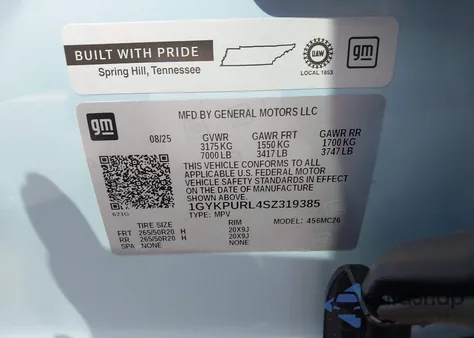 BUILT WITH PRIDE
Spring Hill, Tennessee
UAW
LOCAL 1853
gm
gm
MFD BY GENERAL MOTORS LLC
08/25 GVWR GAWR FRT GAWR RR
3175 KG 1550 KG 1700 KG
7000 LB 3417 LB 3747 LB
THIS VEHICLE CONFORMS TO ALL
APPLICABLE U.S. FEDERAL MOTOR
VEHICLE SAFETY STANDARDS IN EFFECT
ON THE DATE OF MANUFACTURE
SHOWN ABOVE.
1GYKPURL4SZ319385
621G TYPE: MPV MODEL: 456MC26
TIRE SIZE RIM
FRT 265/50R20 H 20X9J
RR 265/50R20 H 20X9J
SPA NONE NONE